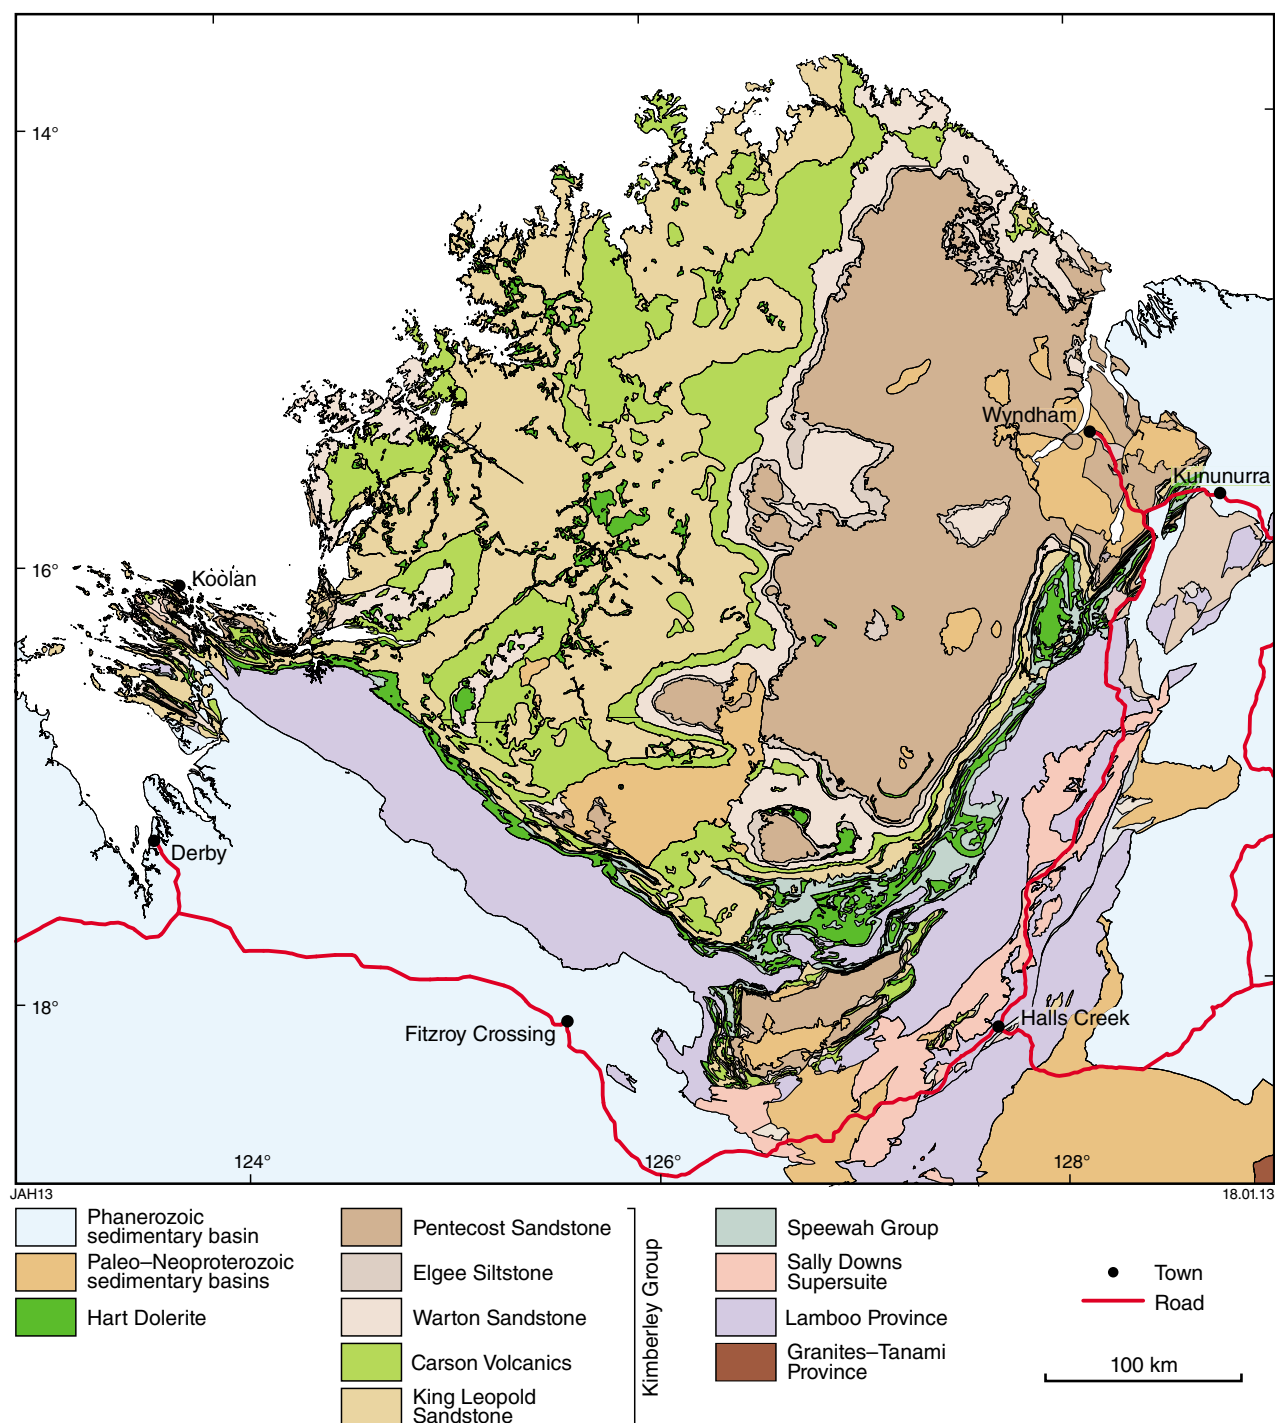 14°
Wyndham
Kununurra
16°
Koolan
Derby
18°
Fitzroy Crossing
Halls Creek
124°
126°
128°
JAH13
18.01.13
Phanerozoic
sedimentary basin
Paleo–Neoproterozoic
sedimentary basins
Hart Dolerite
Pentecost Sandstone
Elgee Siltstone
Warton Sandstone
Carson Volcanics
King Leopold
Sandstone
Kimberley Group
Speewah Group
Sally Downs
Supersuite
Lamboo Province
Granites–Tanami
Province
Town
Road
100 km